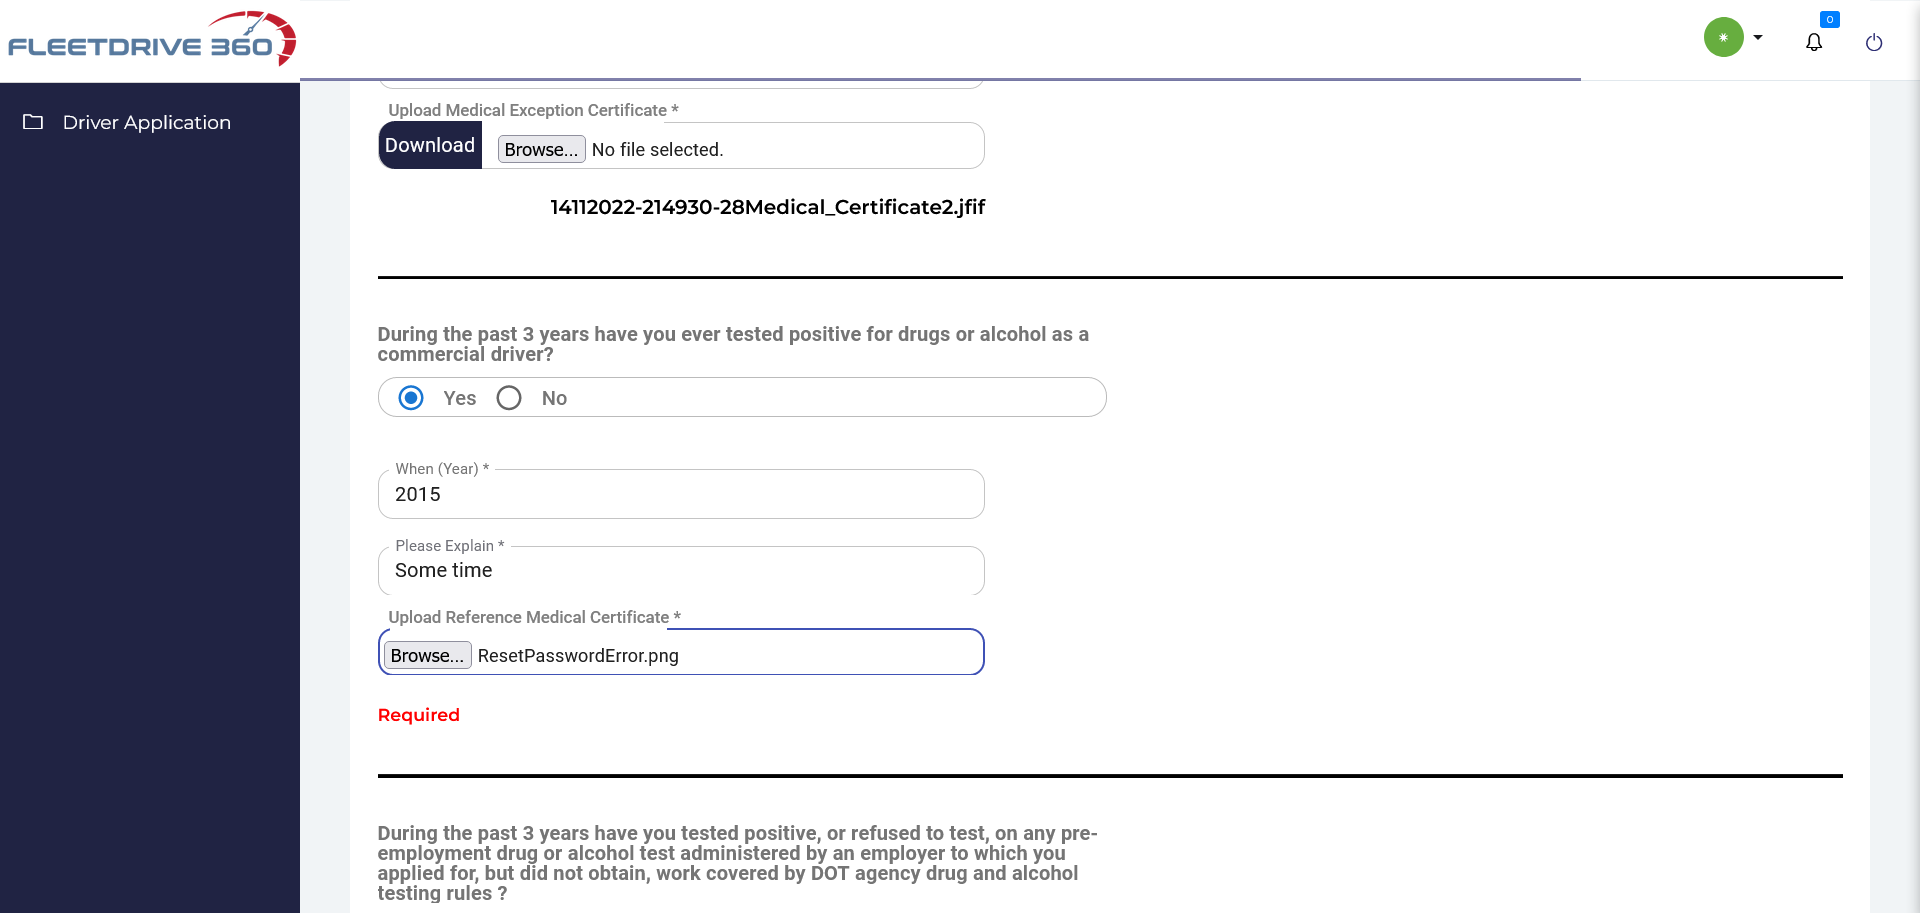 FLEETDRIVE 360
0
Driver Application
Upload Medical Exception Certificate *
Download
Browse... No file selected.
14112022-214930-28Medical_Certificate2.jfif
During the past 3 years have you ever tested positive for drugs or alcohol as a
commercial driver?
Yes No
When (Year) *
2015
Please Explain *
Some time
Upload Reference Medical Certificate *
Browse... ResetPasswordError.png
Required
During the past 3 years have you tested positive, or refused to test, on any pre-
employment drug or alcohol test administered by an employer to which you
applied for, but did not obtain, work covered by DOT agency drug and alcohol
testing rules ?